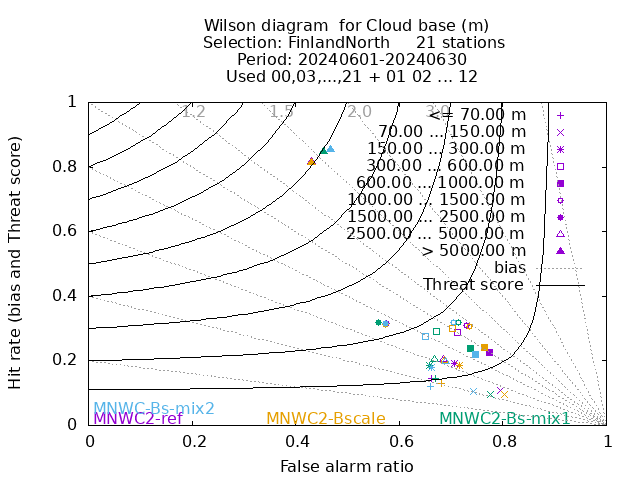 Wilson diagram  for Cloud base (m)
Selection: FinlandNorth     21 stations
Period: 20240601-20240630
Used 00,03,...,21 + 01 02 ... 12
1.2 1.5 2.0 3.0
<= 70.00 m
70.00 ... 150.00 m
150.00 ... 300.00 m
300.00 ... 600.00 m
600.00 ... 1000.00 m
1000.00 ... 1500.00 m
1500.00 ... 2500.00 m
2500.00 ... 5000.00 m
> 5000.00 m
bias
Threat score
1
0.8
0.6
0.4
0.2
0
Hit rate (bias and Threat score)
MNWC-Bs-mix2
MNWC2-ref MNWC2-Bscale MNWC2-Bs-mix1
0 0.2 0.4 0.6 0.8 1
False alarm ratio